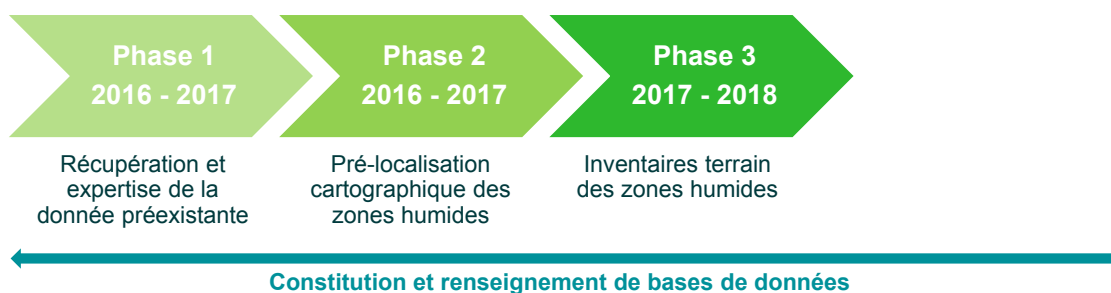 Phase 1
2016 - 2017
Phase 2
2016 - 2017
Phase 3
2017 - 2018
Récupération et
expertise de la
donnée préexistante
Pré-localisation
cartographique des
zones humides
Inventaires terrain
des zones humides
Constitution et renseignement de bases de données